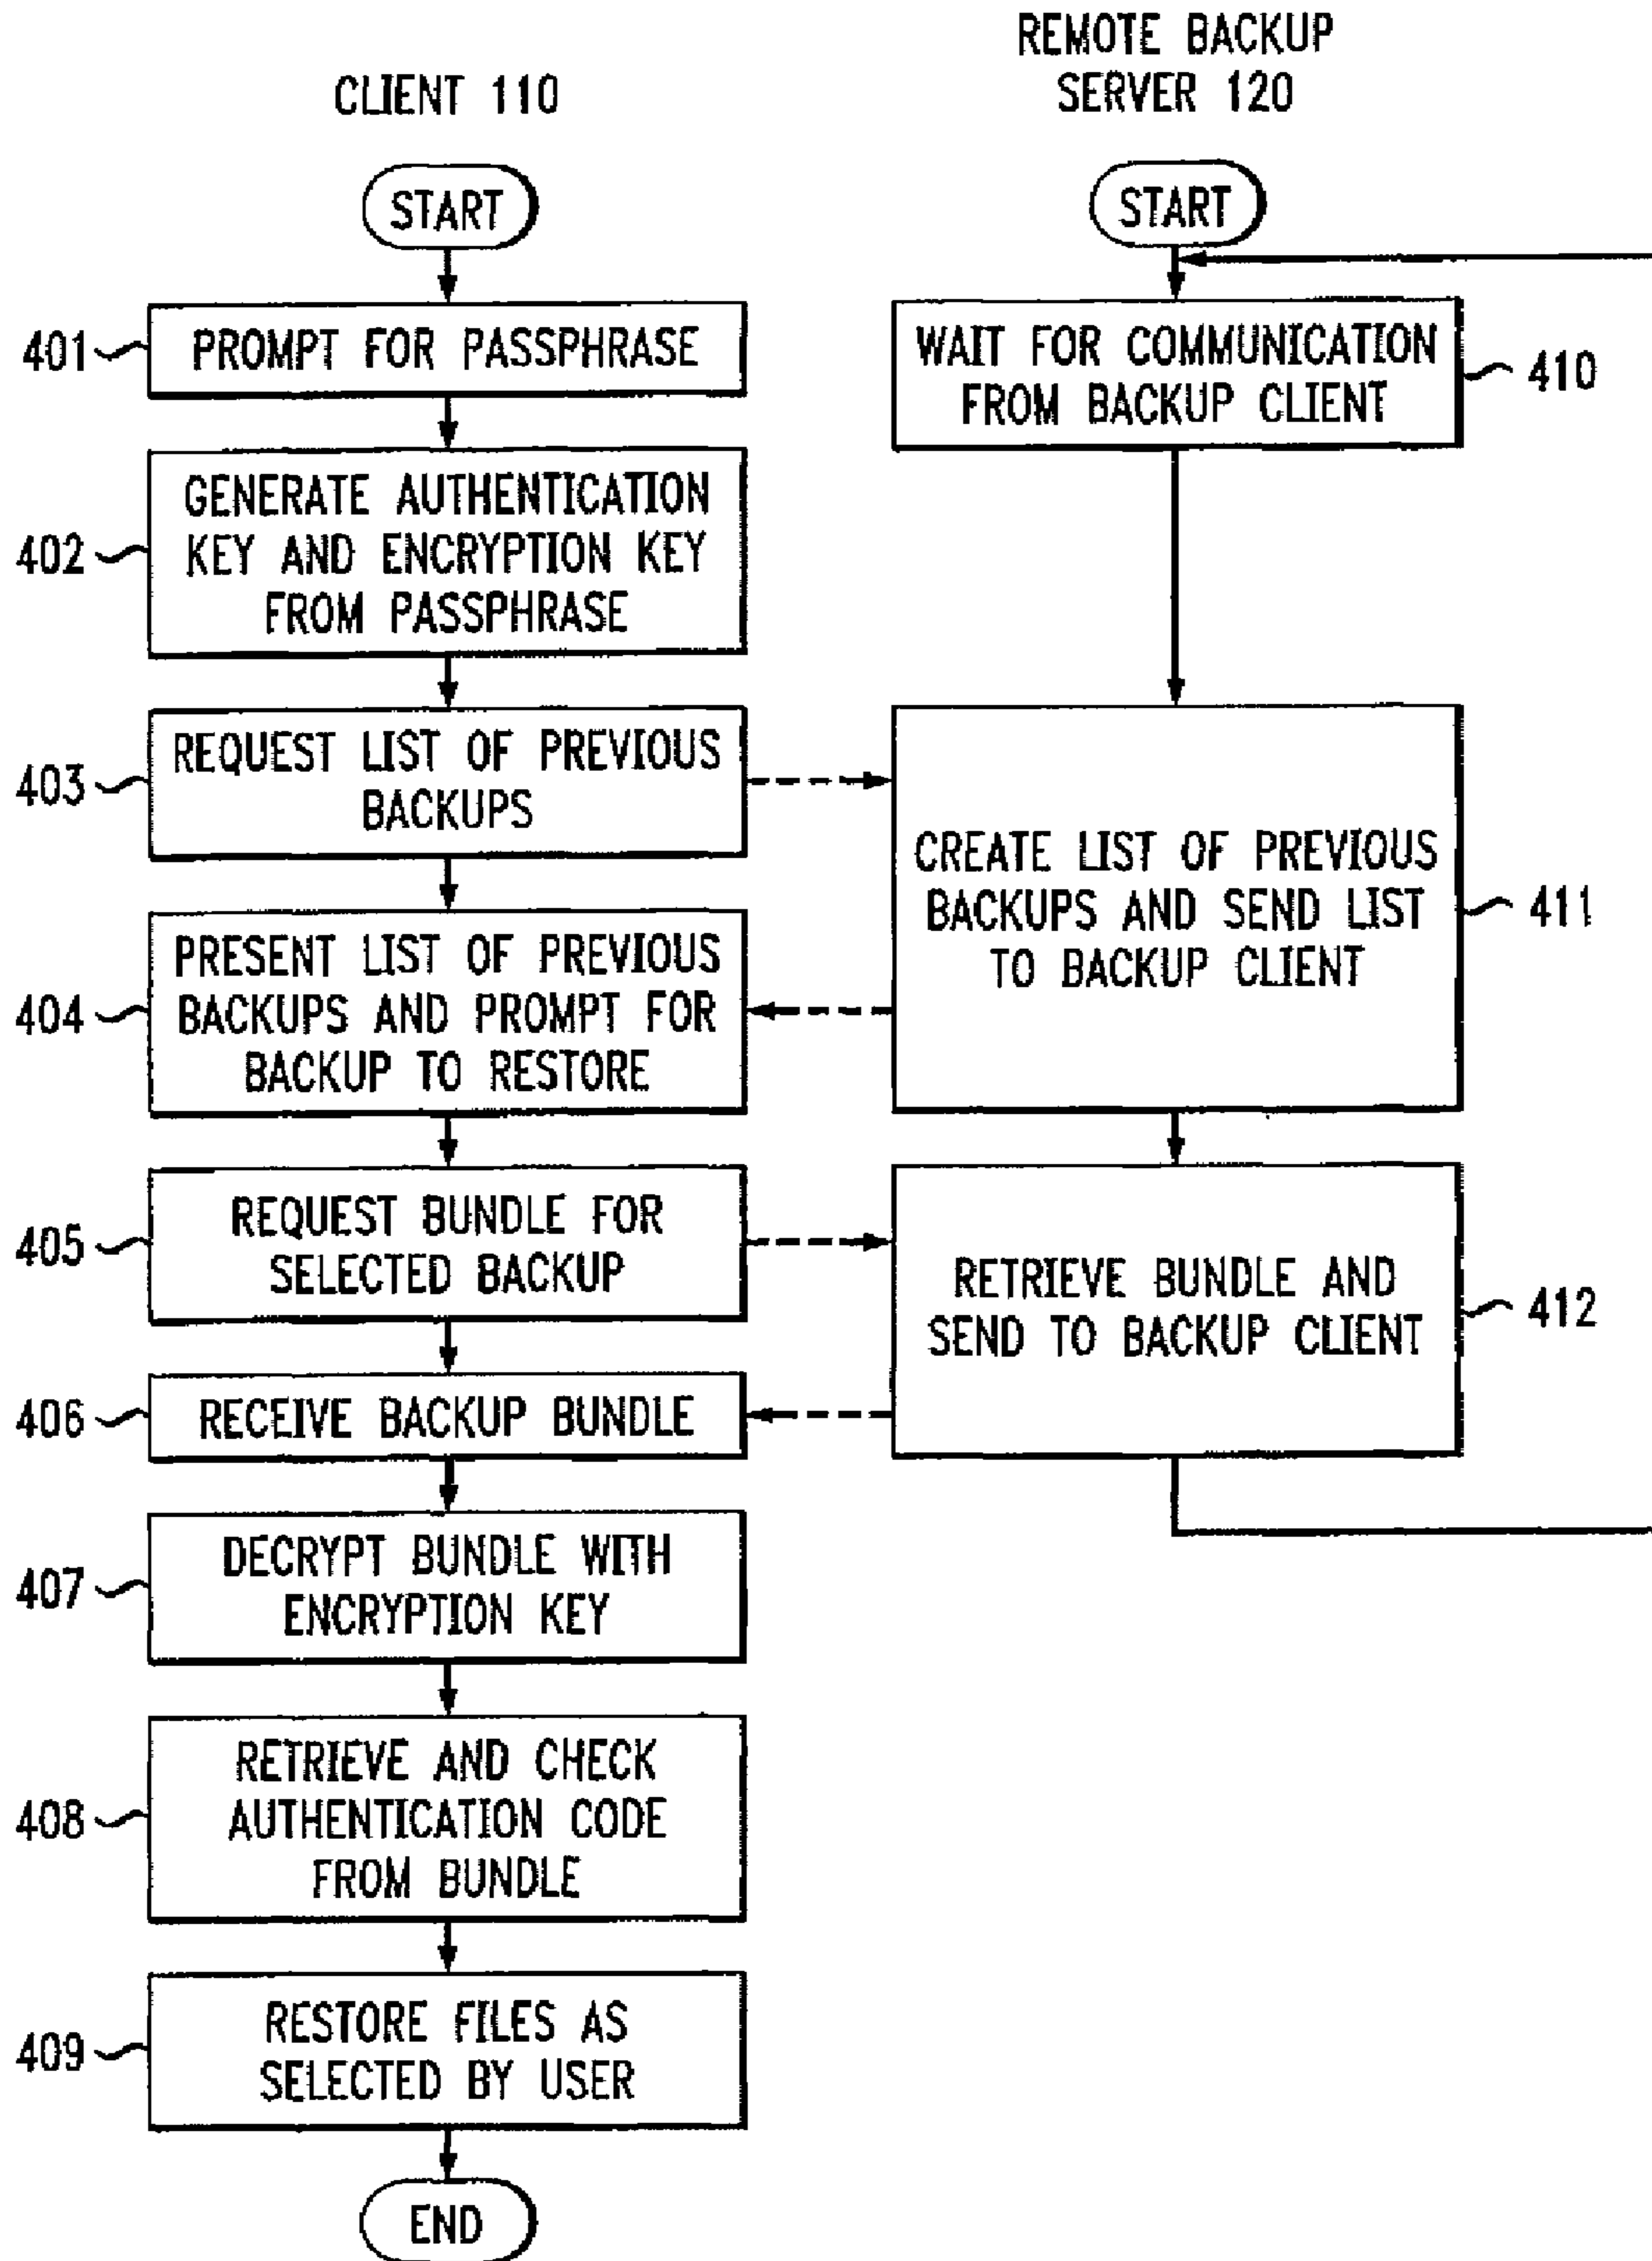 CLIENT 110
START
401
PROMPT FOR PASSPHRASE
402
GENERATE AUTHENTICATION
KEY AND ENCRYPTION KEY
FROM PASSPHRASE
403
REQUEST LIST OF PREVIOUS
BACKUPS
404
PRESENT LIST OF PREVIOUS
BACKUPS AND PROMPT FOR
BACKUP TO RESTORE
405
REQUEST BUNDLE FOR
SELECTED BACKUP
406
RECEIVE BACKUP BUNDLE
407
DECRYPT BUNDLE WITH
ENCRYPTION KEY
408
RETRIEVE AND CHECK
AUTHENTICATION CODE
FROM BUNDLE
409
RESTORE FILES AS
SELECTED BY USER
END
REMOTE BACKUP
SERVER 120
START
WAIT FOR COMMUNICATION
FROM BACKUP CLIENT
410
CREATE LIST OF PREVIOUS
BACKUPS AND SEND LIST
TO BACKUP CLIENT
411
RETRIEVE BUNDLE AND
SEND TO BACKUP CLIENT
412